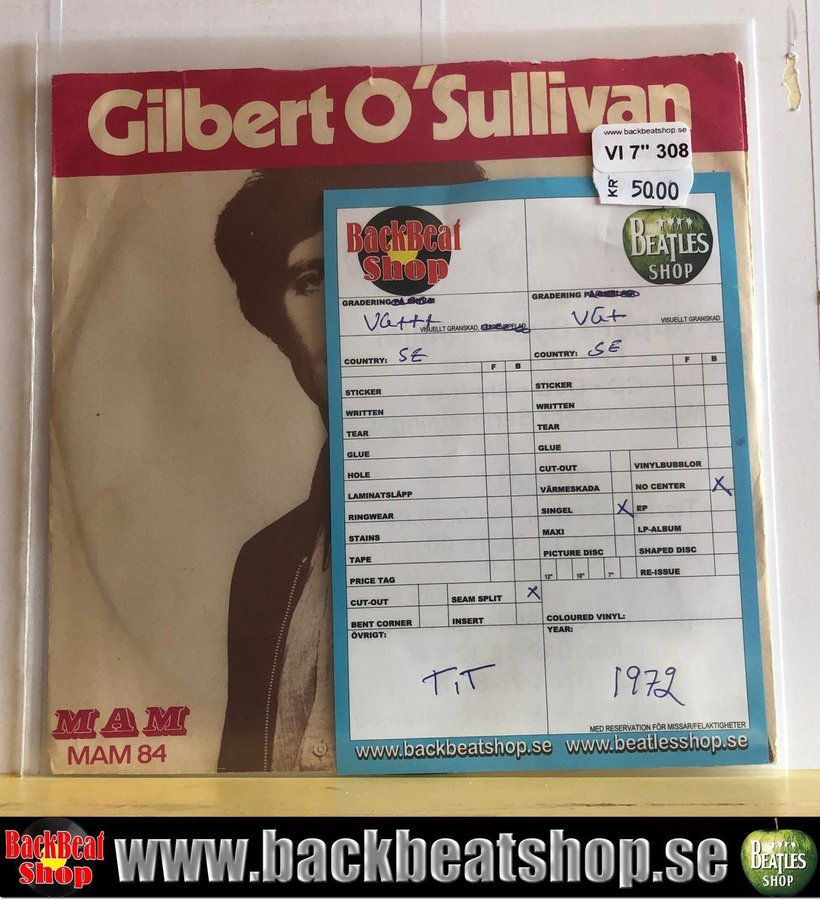 Gilbert O'Sullivan
www.backbeatshop.se
VI 7" 308
KR 50.00
BackBeat Shop
BEATLES SHOP
GRADERING
VG+++
VISUELLT GRANSKAD,
GRADERING
VG+
VISUELLT GRANSKAD
COUNTRY: SE
COUNTRY: SE
F B
F B
STICKER
WRITTEN
TEAR
GLUE
HOLE
LAMINATSLÄPP
RINGWEAR
STAINS
TAPE
PRICE TAG
CUT-OUT SEAM SPLIT X
BENT CORNER INSERT
STICKER
WRITTEN
TEAR
GLUE
CUT-OUT VINYLBUBBLOR
VÄRMESKADA NO CENTER X
SINGEL X EP
MAXI LP-ALBUM
PICTURE DISC SHAPED DISC
12" 10" 7" RE-ISSUE
COLOURED VINYL:
ÖVRIGT:
TIT
YEAR:
1972
MED RESERVATION FÖR MISSAR/FELAKTIGHETER
www.backbeatshop.se www.beatlesshop.se
MAM
MAM 84
BackBeat Shop
www.backbeatshop.se
BEATLES SHOP